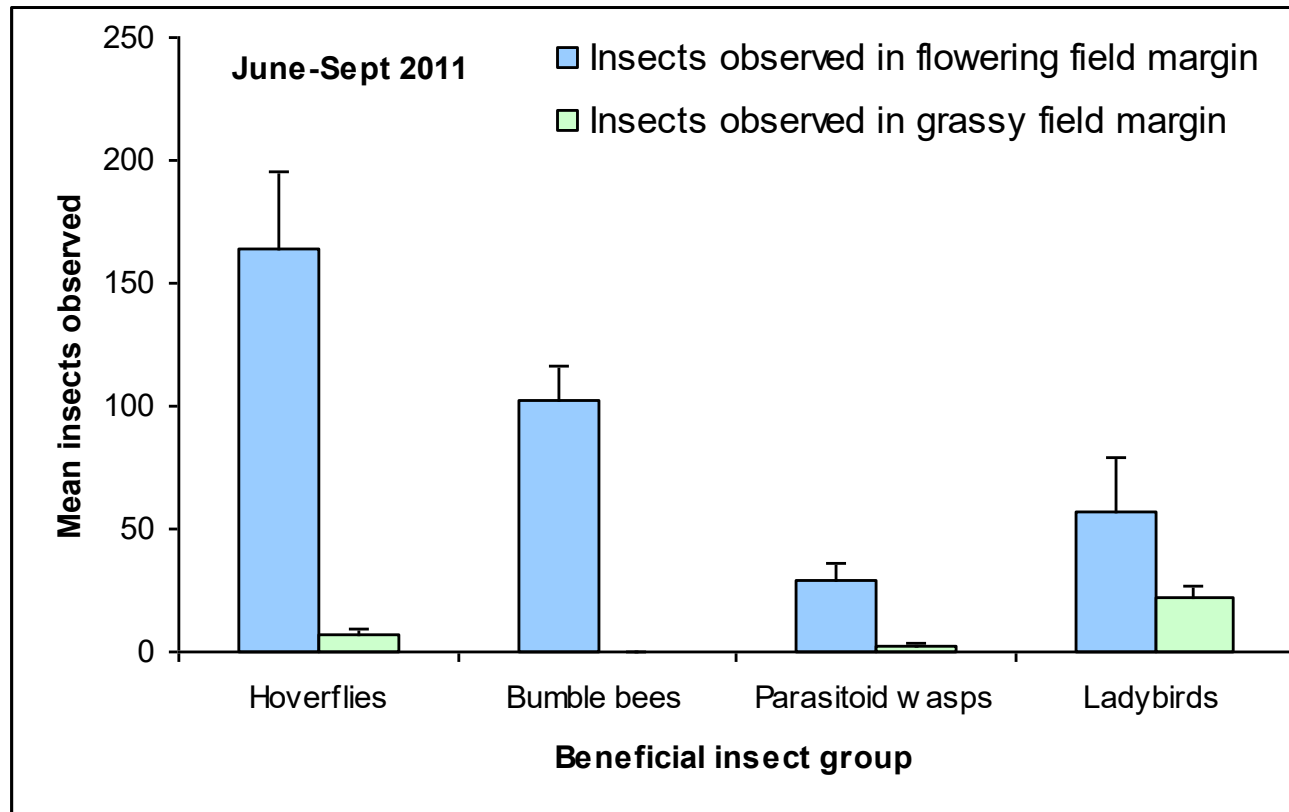 250
June-Sept 2011
Insects observed in flowering field margin
Insects observed in grassy field margin
200
150
100
50
0
Mean insects observed
Hoverflies
Bumble bees
Parasitoid wasps
Ladybirds
Beneficial insect group